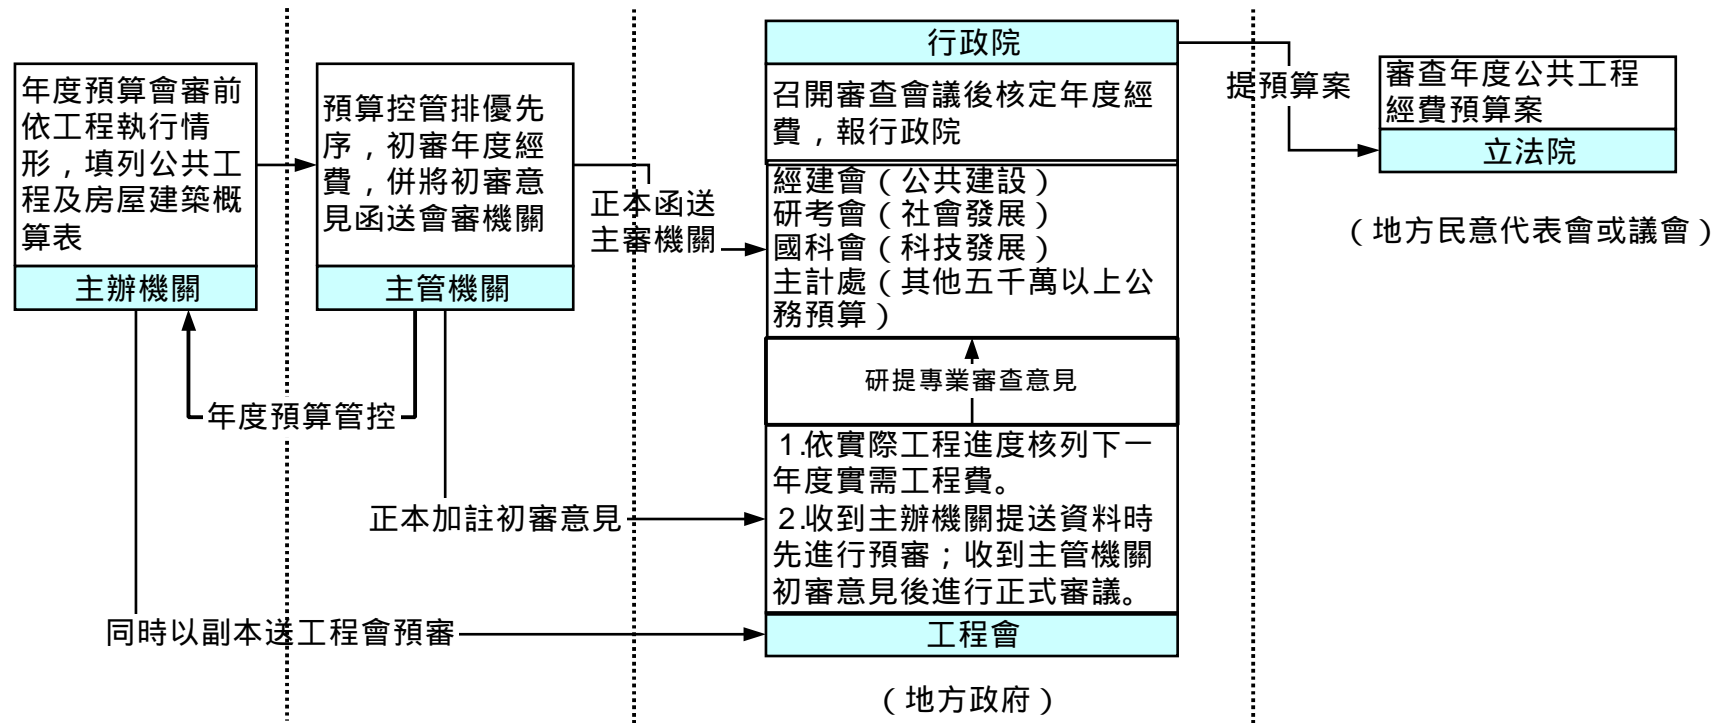 年度預算會審前
依工程執行情
形，填列公共工
程及房屋建築概
算表
主辦機關
預算控管排優先
序，初審年度經
費，併將初審意
見函送會審機關
主管機關
年度預算管控
正本函送
主審機關
正本加註初審意見
同時以副本送工程會預審
行政院
召開審查會議後核定年度經
費，報行政院
經建會（公共建設）
研考會（社會發展）
國科會（科技發展）
主計處（其他五千萬以上公
務預算）
研提專業審查意見
1.依實際工程進度核列下一
年度實需工程費。
2.收到主辦機關提送資料時
先進行預審；收到主管機關
初審意見後進行正式審議。
工程會
（地方政府）
提預算案
審查年度公共工程
經費預算案
立法院
（地方民意代表會或議會）